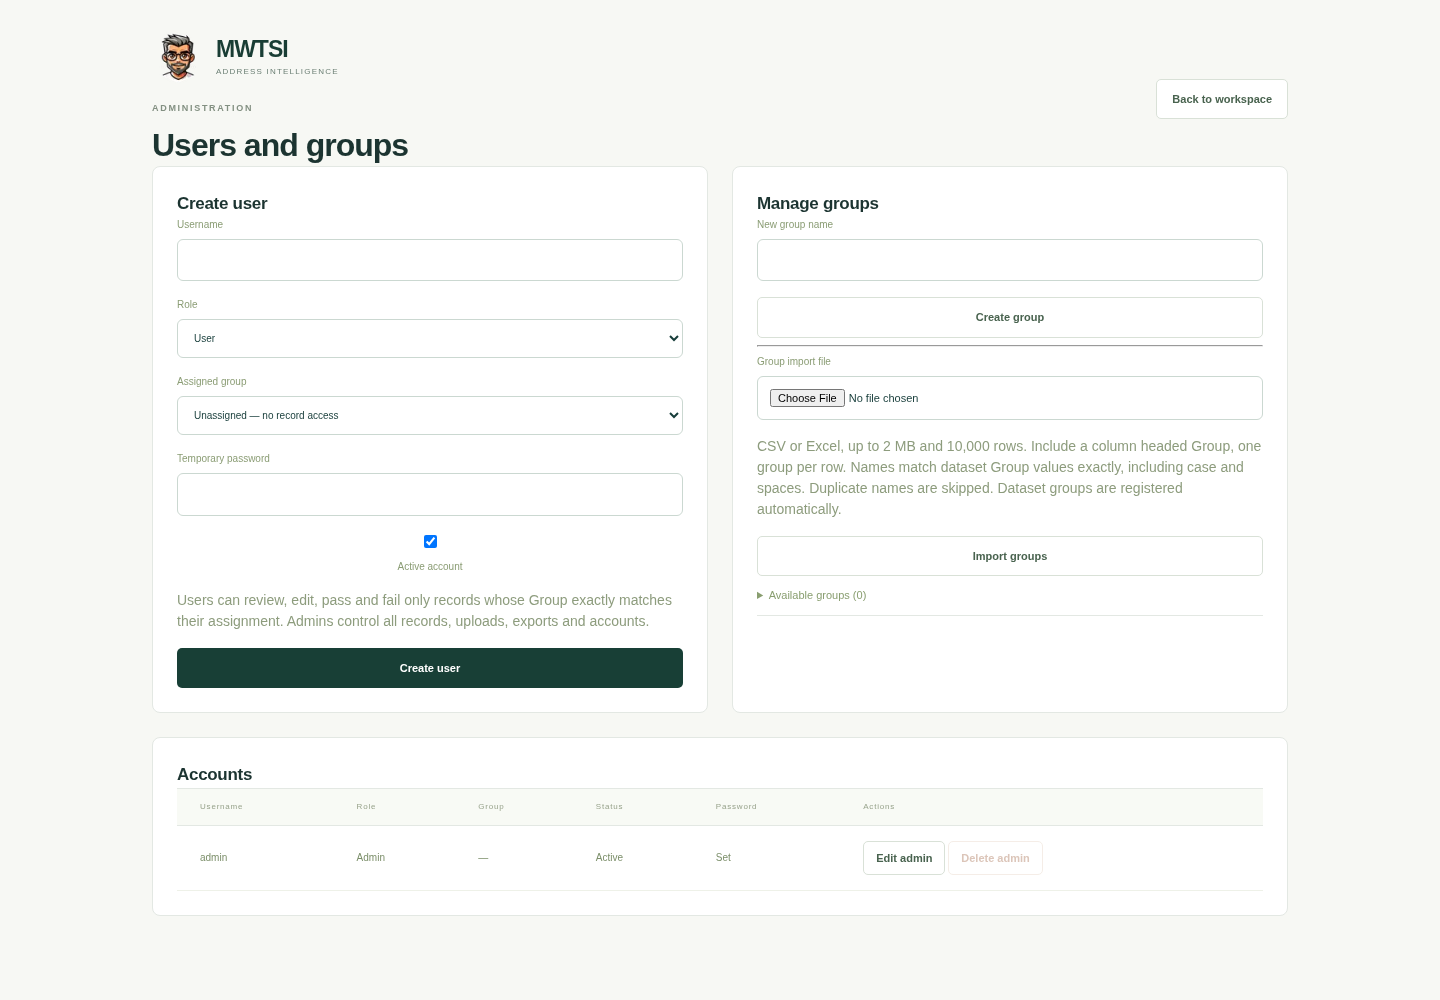 MWTSI
ADDRESS INTELLIGENCE
ADMINISTRATION
Back to workspace
Users and groups
Create user
Username
Role
User
Assigned group
Unassigned — no record access
Temporary password
Active account
Users can review, edit, pass and fail only records whose Group exactly matches
their assignment. Admins control all records, uploads, exports and accounts.
Create user
Manage groups
New group name
Create group
Group import file
Choose File No file chosen
CSV or Excel, up to 2 MB and 10,000 rows. Include a column headed Group, one
group per row. Names match dataset Group values exactly, including case and
spaces. Duplicate names are skipped. Dataset groups are registered
automatically.
Import groups
Available groups (0)
Accounts
Username Role Group Status Password Actions
admin Admin — Active Set Edit admin Delete admin